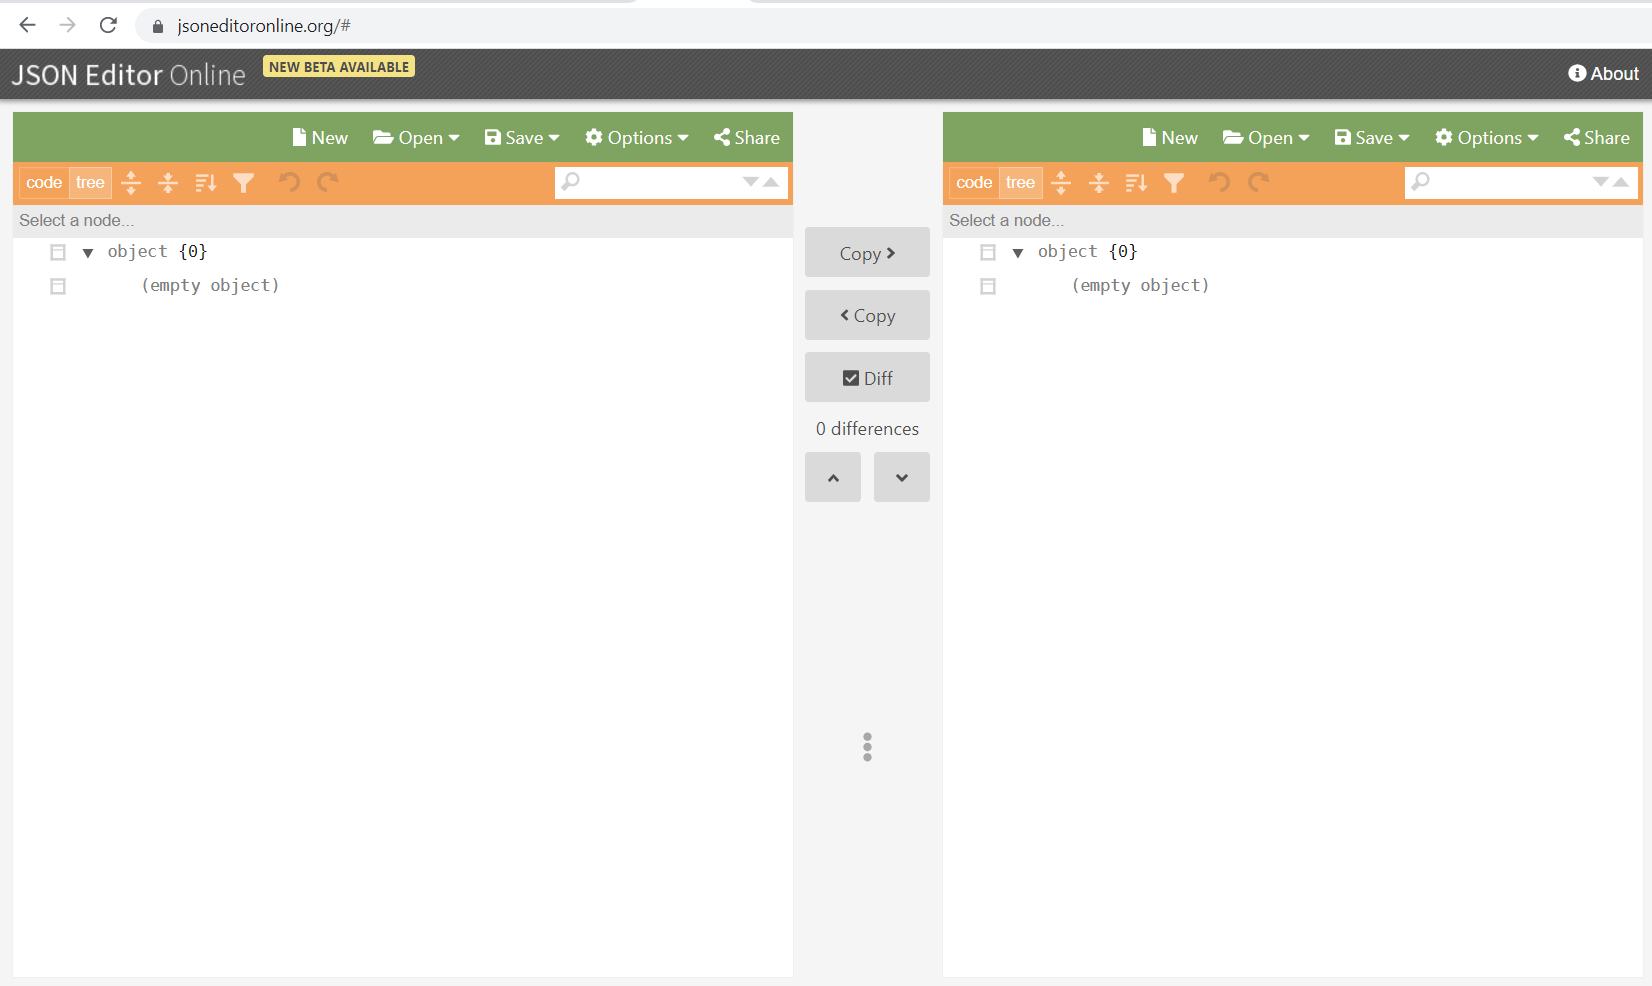 jsoneditoronline.org/#
JSON Editor Online NEW BETA AVAILABLE About
New Open Save Options Share
code tree
Select a node...
object {0}
(empty object)
Copy
Copy
Diff
0 differences
New Open Save Options Share
code tree
Select a node...
object {0}
(empty object)